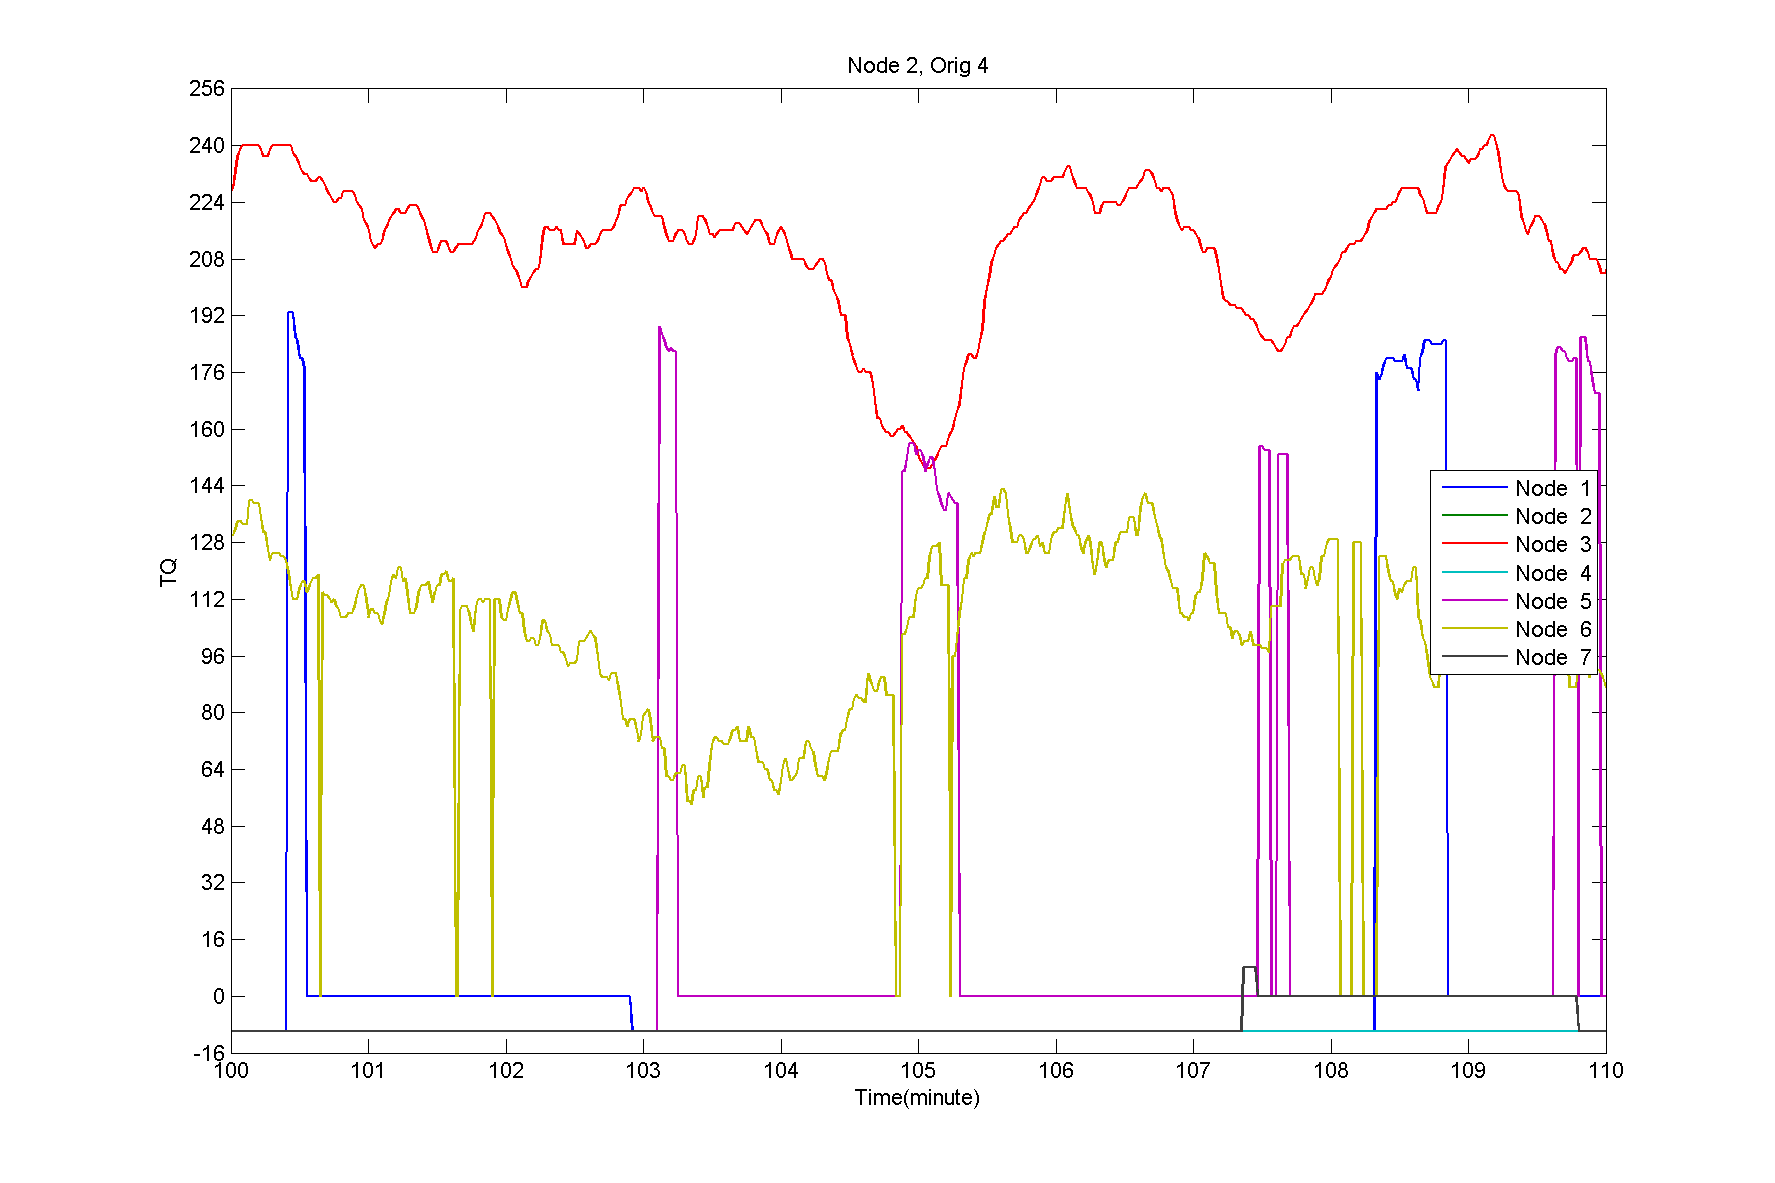 Node 2, Orig 4
256
240
224
208
192
176
160
144
128
112
96
80
64
48
32
16
0
-16
TQ
Node 1
Node 2
Node 3
Node 4
Node 5
Node 6
Node 7
100 101 102 103 104 105 106 107 108 109 110
Time(minute)